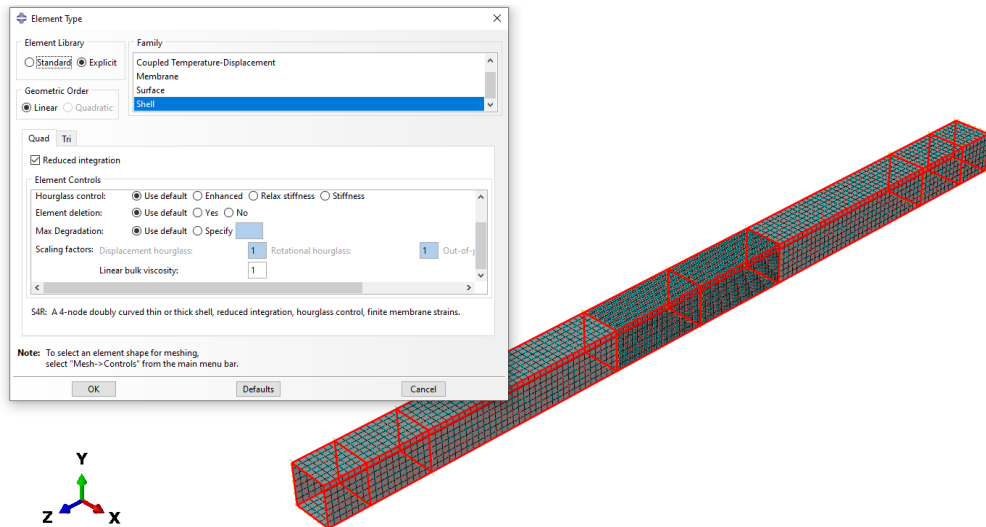 Element Type
Element Library
Standard Explicit
Geometric Order
Linear Quadratic
Family
Coupled Temperature-Displacement
Membrane
Surface
Shell
Quad Tri
Reduced integration
Element Controls
Hourglass control: Use default Enhanced Relax stiffness Stiffness
Element deletion: Use default Yes No
Max Degradation: Use default Specify
Scaling factors: Displacement hourglass: 1 Rotational hourglass: 1 Out-of-
Linear bulk viscosity: 1
S4R: A 4-node doubly curved thin or thick shell, reduced integration, hourglass control, finite membrane strains.
Note: To select an element shape for meshing,
select "Mesh->Controls" from the main menu bar.
OK Defaults Cancel
Y
Z X